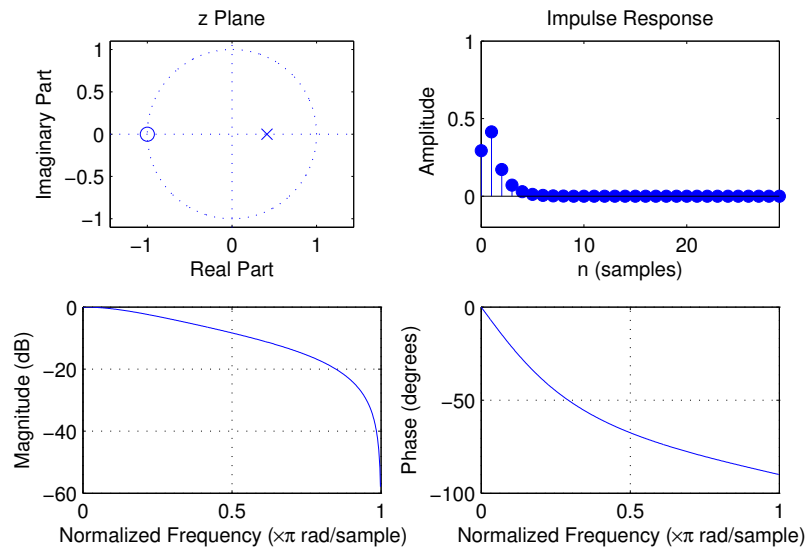 z Plane
Imaginary Part
1
0.5
0
−0.5
−1
−1
0
1
Real Part
Impulse Response
Amplitude
1
0.5
0
0
20
n (samples)
Magnitude (dB)
0
−20
−40
−60
0
0.5
1
Normalized Frequency (×π rad/sample)
Phase (degrees)
0
−50
−100
0
0.5
1
Normalized Frequency (×π rad/sample)